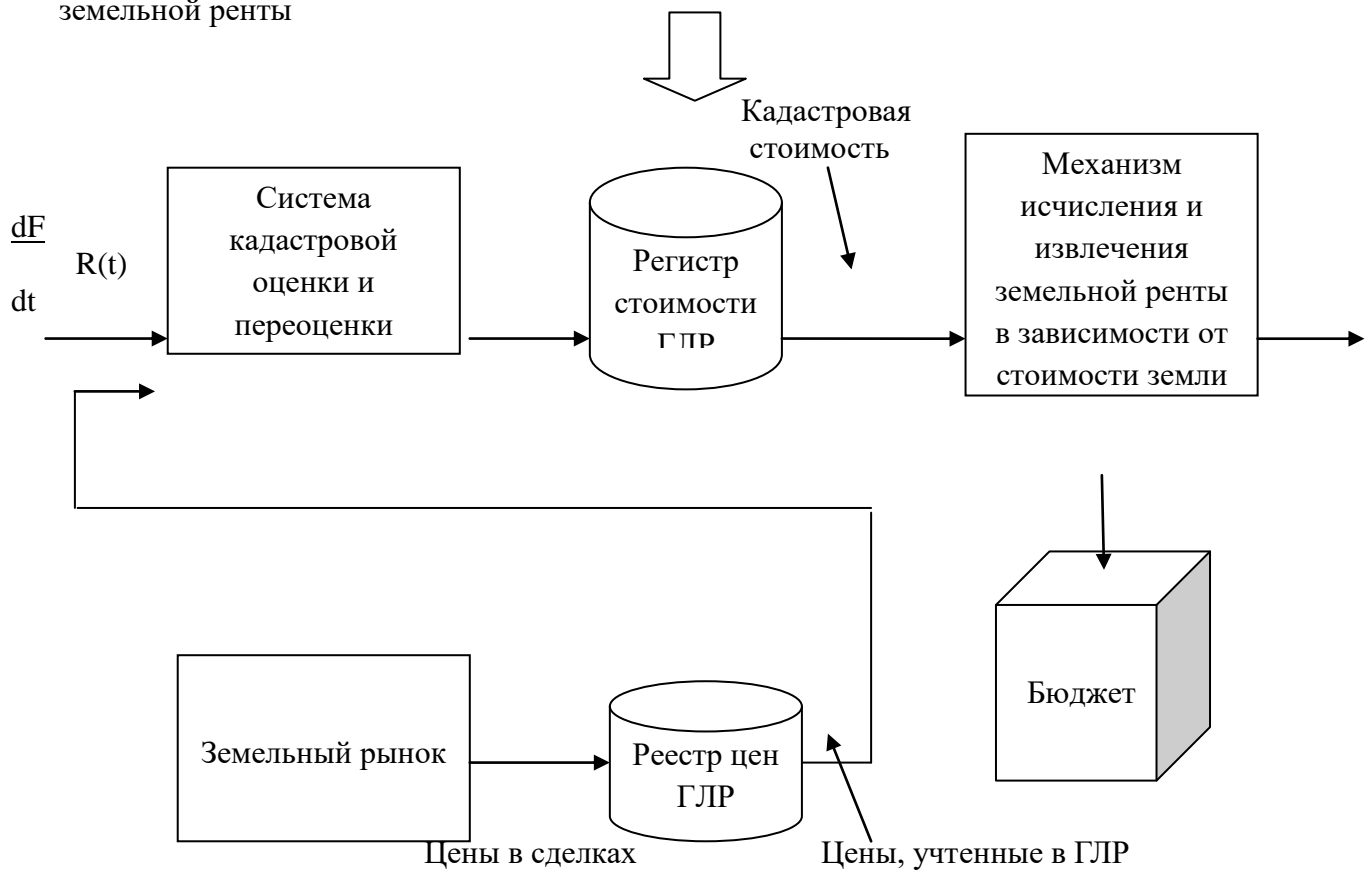 земельной ренты
Кадастровая
стоимость
dF
dt
R(t)
Система
кадастровой
оценки и
переоценки
Регистр
стоимости
ГЛР
Механизм
исчисления и
извлечения
земельной ренты
в зависимости от
стоимости земли
Земельный рынок
Реестр цен
ГЛР
Бюджет
Цены в сделках
Цены, учтенные в ГЛР